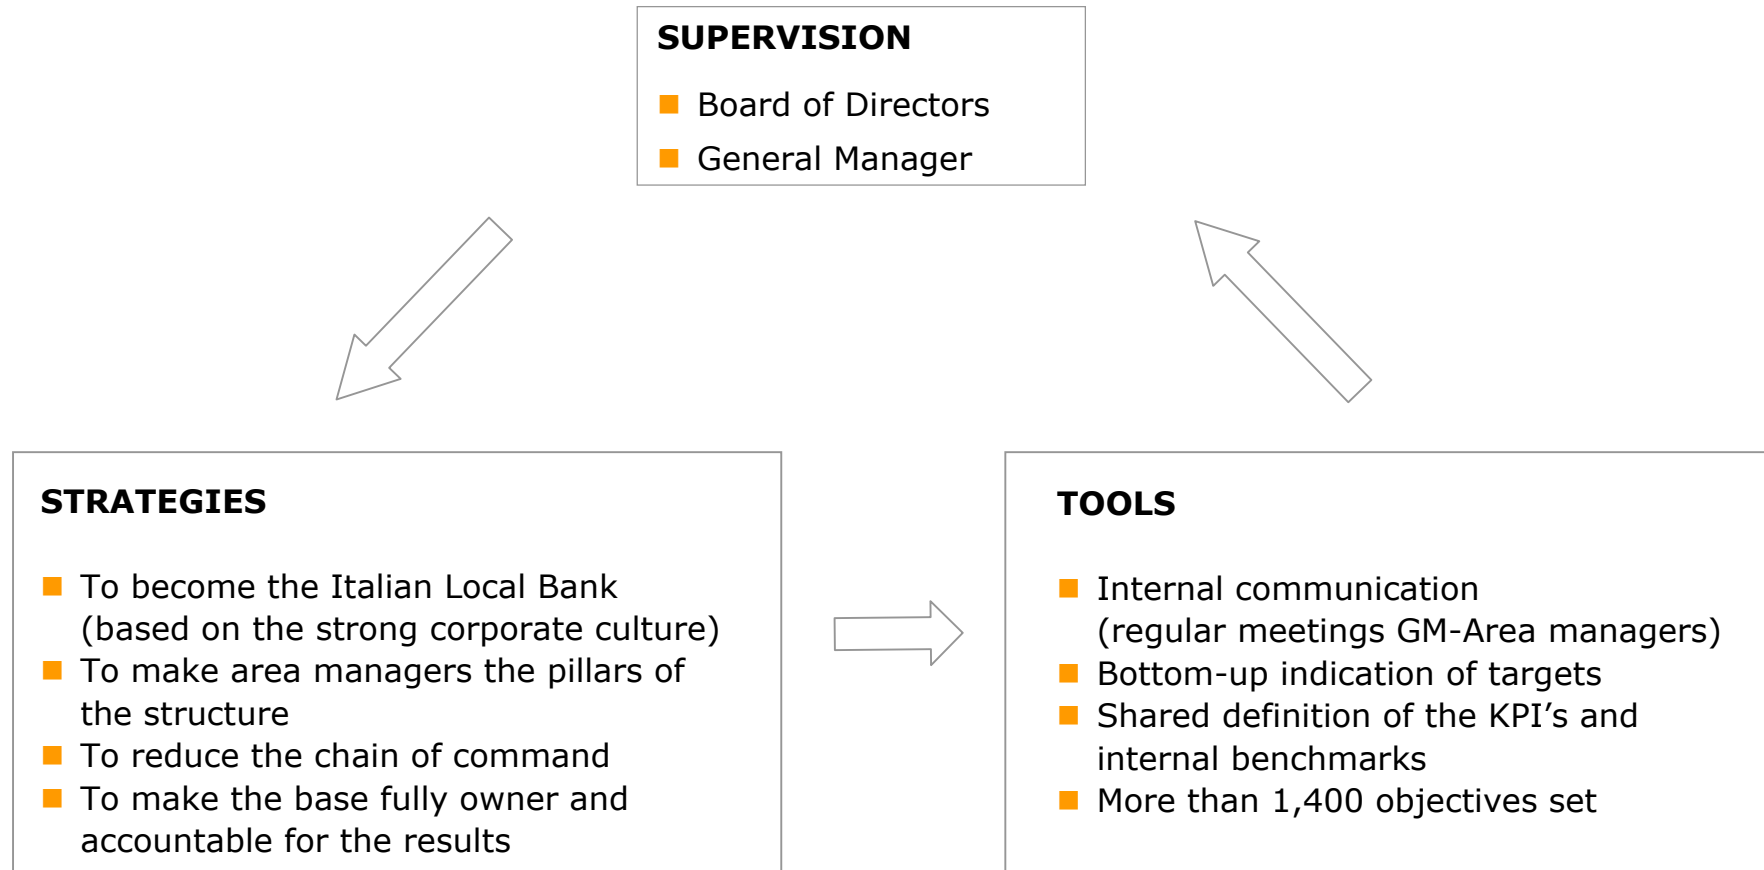 SUPERVISION
Board of Directors
General Manager
STRATEGIES
To become the Italian Local Bank
(based on the strong corporate culture)
To make area managers the pillars of
the structure
To reduce the chain of command
To make the base fully owner and
accountable for the results
TOOLS
Internal communication
(regular meetings GM-Area managers)
Bottom-up indication of targets
Shared definition of the KPI’s and
internal benchmarks
More than 1,400 objectives set